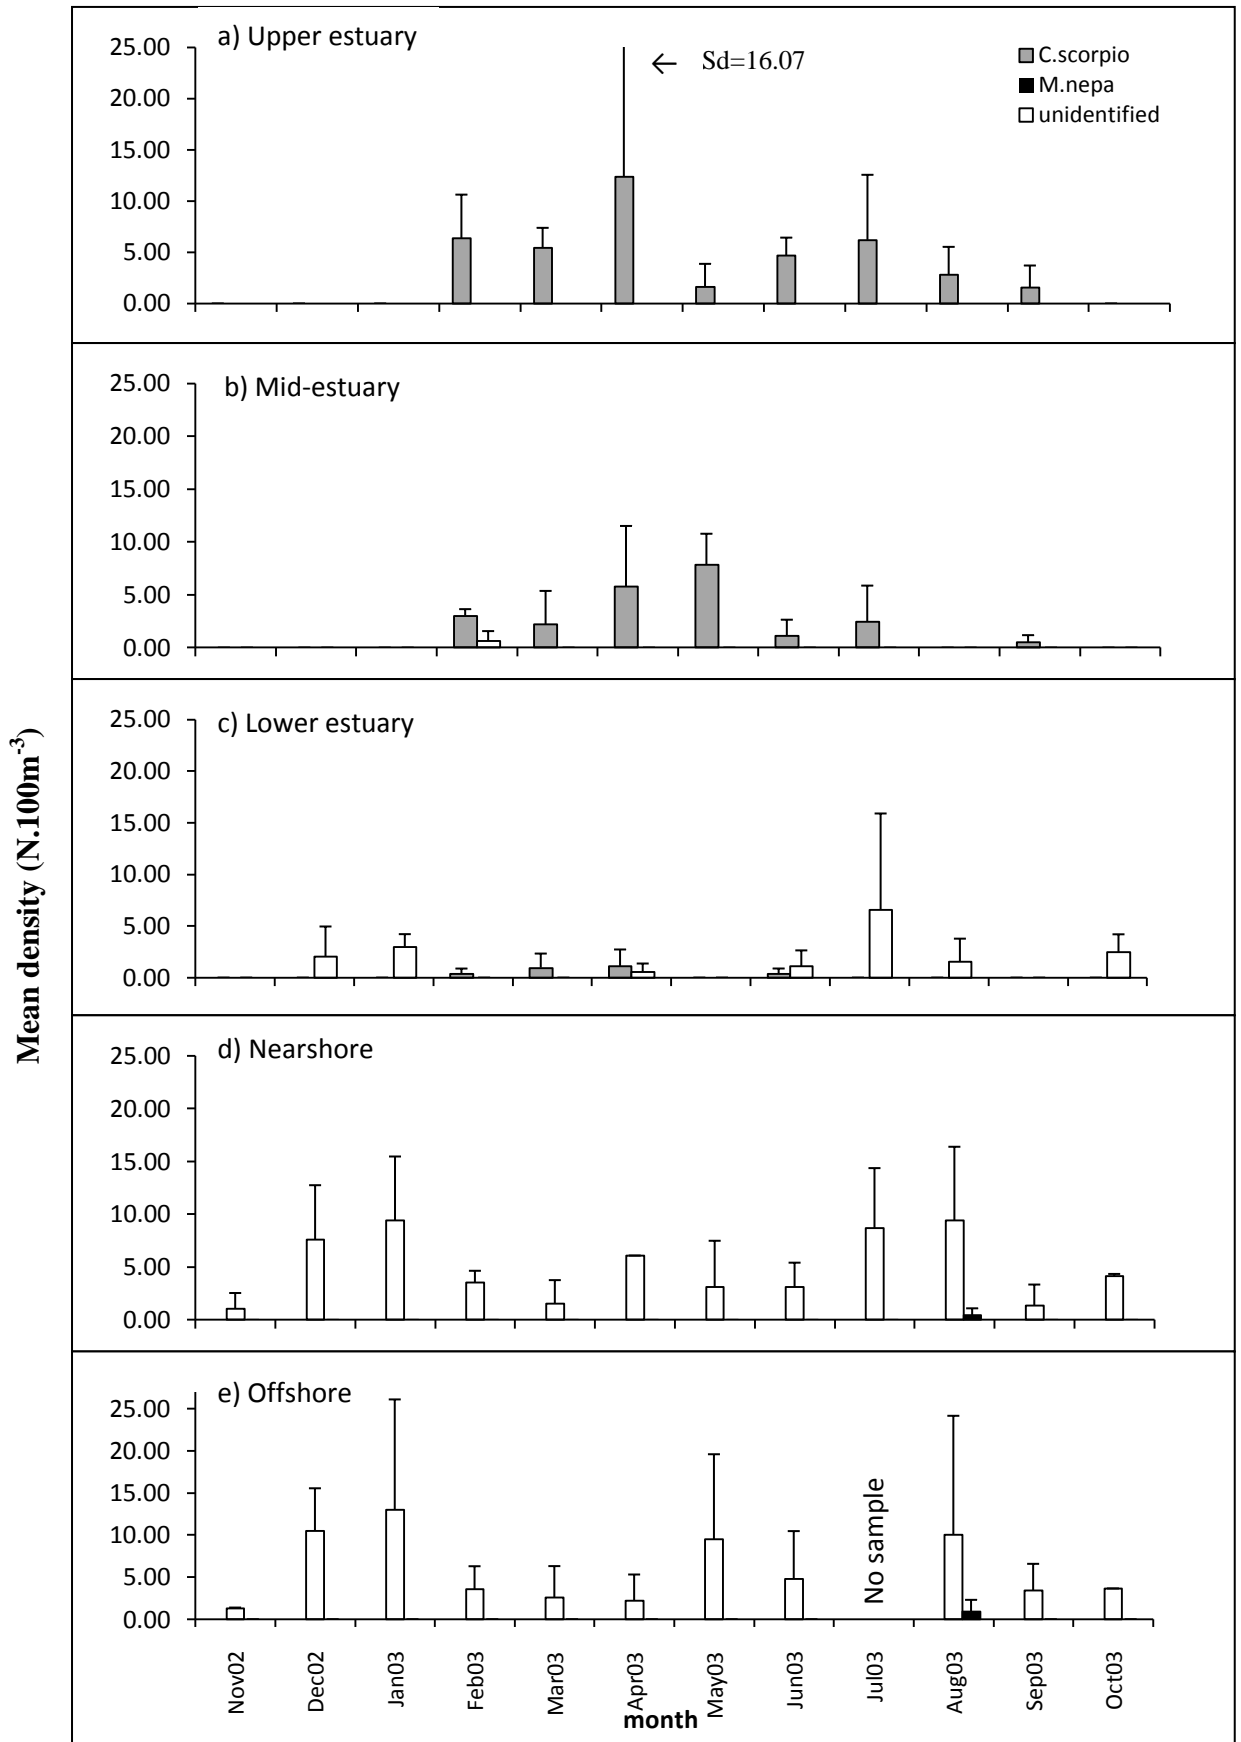 Mean density (N.100m-3)
a) Upper estuary
Sd=16.07
←
C.scorpio
M.nepa
unidentified
25.00
20.00
15.00
10.00
5.00
0.00
b) Mid-estuary
25.00
20.00
15.00
10.00
5.00
0.00
c) Lower estuary
25.00
20.00
15.00
10.00
5.00
0.00
d) Nearshore
25.00
20.00
15.00
10.00
5.00
0.00
e) Offshore
25.00
20.00
15.00
10.00
5.00
0.00
No sample
Nov02
Dec02
Jan03
Feb03
Mar03
Apr03
May03
Jun03
Jul03
Aug03
Sep03
Oct03
month